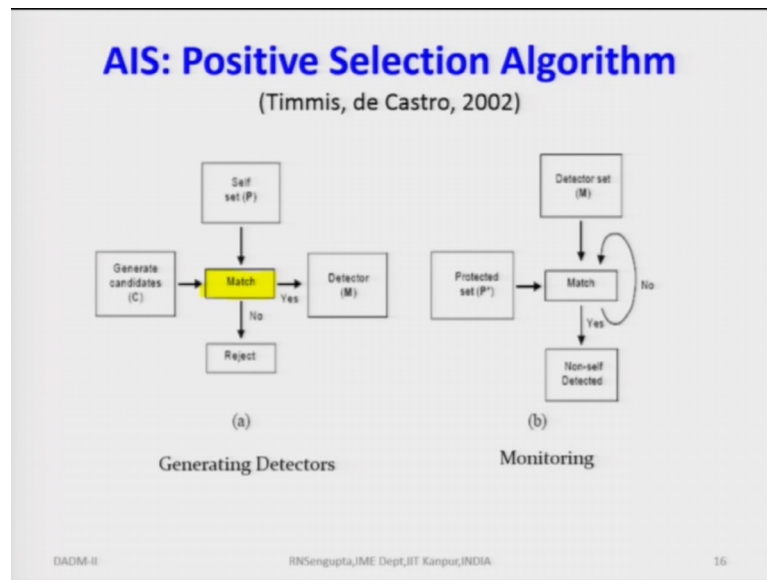 AIS: Positive Selection Algorithm
(Timmis, de Castro, 2002)
Self
set (P)
Generate
candidates
(C)
Match
Yes
Detector
(M)
No
Reject
(a)
Generating Detectors
Detector set
(M)
Protected
set (P*)
Match
No
Yes
Non-self
Detected
(b)
Monitoring
DADM-II
RNSengupta,IME Dept,IIT Kanpur,INDIA
16